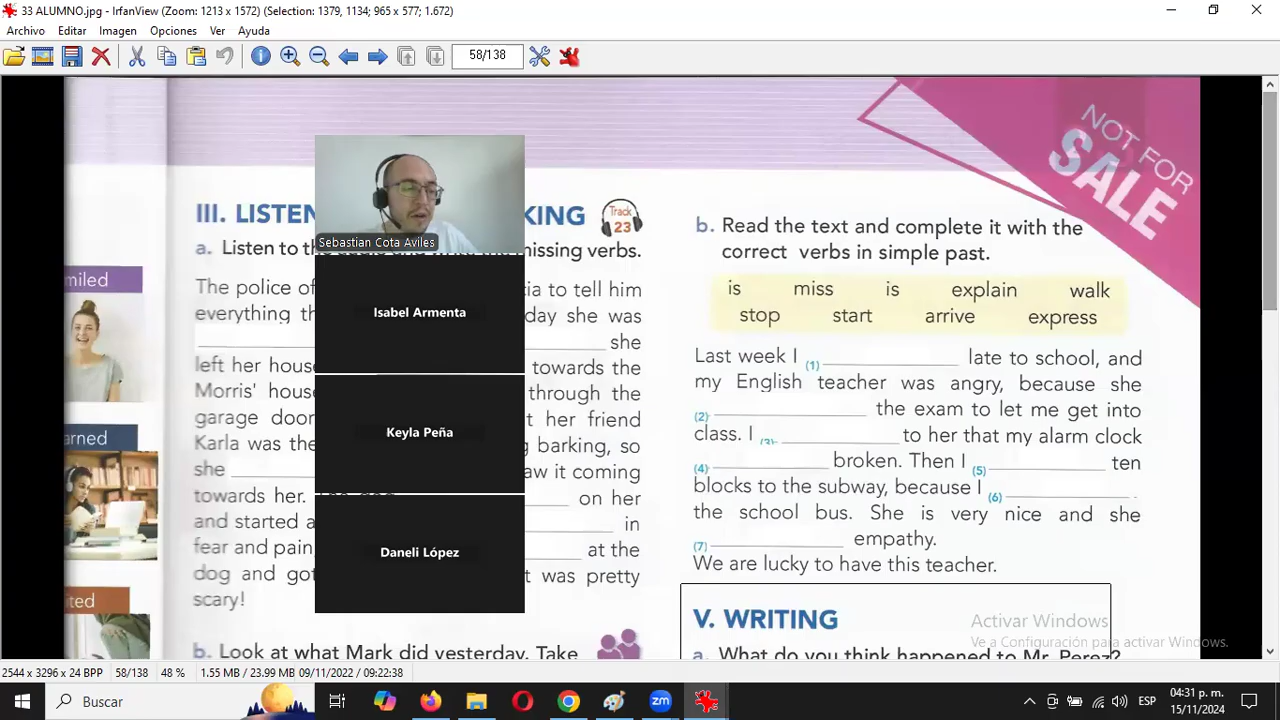 33 ALUMNO.jpg - IrfanView (Zoom: 1213 x 1572) (Selection: 1379, 1134; 965 x 577; 1.672)
Archivo Editar Imagen Opciones Ver Ayuda
58/138
NOT FOR
SALE
III. LISTEN
KING
Track
23
a. Listen to th
issing verbs.
The police of
cia to tell him
everything th
day she was
she
left her hous
towards the
Morris' hous
through the
garage door
t her friend
Karla was the
g barking, so
she
aw it coming
towards her.
on her
and started a
in
fear and pain,
at the
dog and got
t was pretty
scary!
b. Look at what Mark did yesterday. Take
miled
arned
ited
Sebastian Cota Aviles
Isabel Armenta
Keyla Peña
Daneli López
b. Read the text and complete it with the
correct verbs in simple past.
is miss is explain walk
stop start arrive express
Last week I (1) late to school, and
my English teacher was angry, because she
(2) the exam to let me get into
class. I (3) to her that my alarm clock
(4) broken. Then I (5) ten
blocks to the subway, because I (6)
the school bus. She is very nice and she
(7) empathy.
We are lucky to have this teacher.
V. WRITING
a. What do you think happened to Mr. Perez?
Activar Windows
Ve a Configuración para activar Windows.
2544 x 3296 x 24 BPP 58/138 48 % 1.55 MB / 23.99 MB 09/11/2022 / 09:22:38
Buscar
zm
ESP
04:31 p. m.
15/11/2024